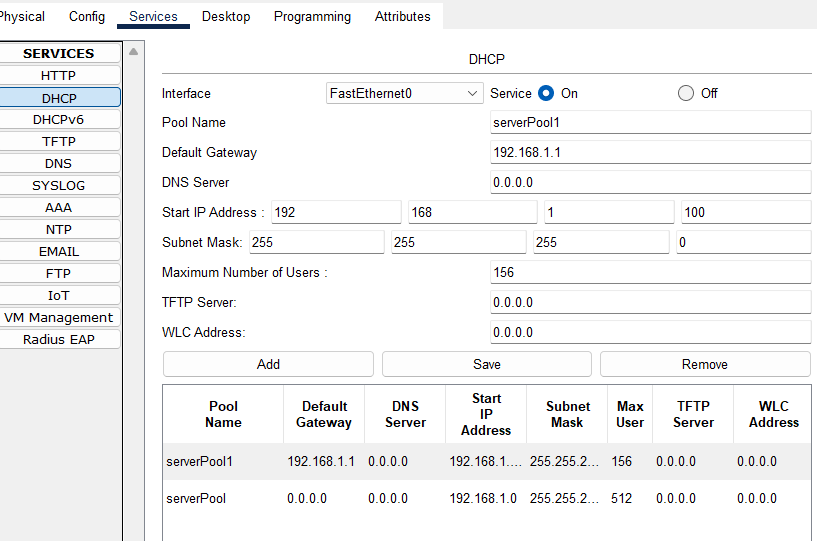 Physical Config Services Desktop Programming Attributes
SERVICES
HTTP
DHCP
DHCPv6
TFTP
DNS
SYSLOG
AAA
NTP
EMAIL
FTP
IoT
VM Management
Radius EAP
DHCP
Interface FastEthernet0 Service On Off
Pool Name serverPool1
Default Gateway 192.168.1.1
DNS Server 0.0.0.0
Start IP Address : 192 168 1 100
Subnet Mask: 255 255 255 0
Maximum Number of Users : 156
TFTP Server: 0.0.0.0
WLC Address: 0.0.0.0
Add Save Remove
Pool Name Default Gateway DNS Server Start IP Address Subnet Mask Max User TFTP Server WLC Address
serverPool1 192.168.1.1 0.0.0.0 192.168.1.... 255.255.2... 156 0.0.0.0 0.0.0.0
serverPool 0.0.0.0 0.0.0.0 192.168.1.0 255.255.2... 512 0.0.0.0 0.0.0.0